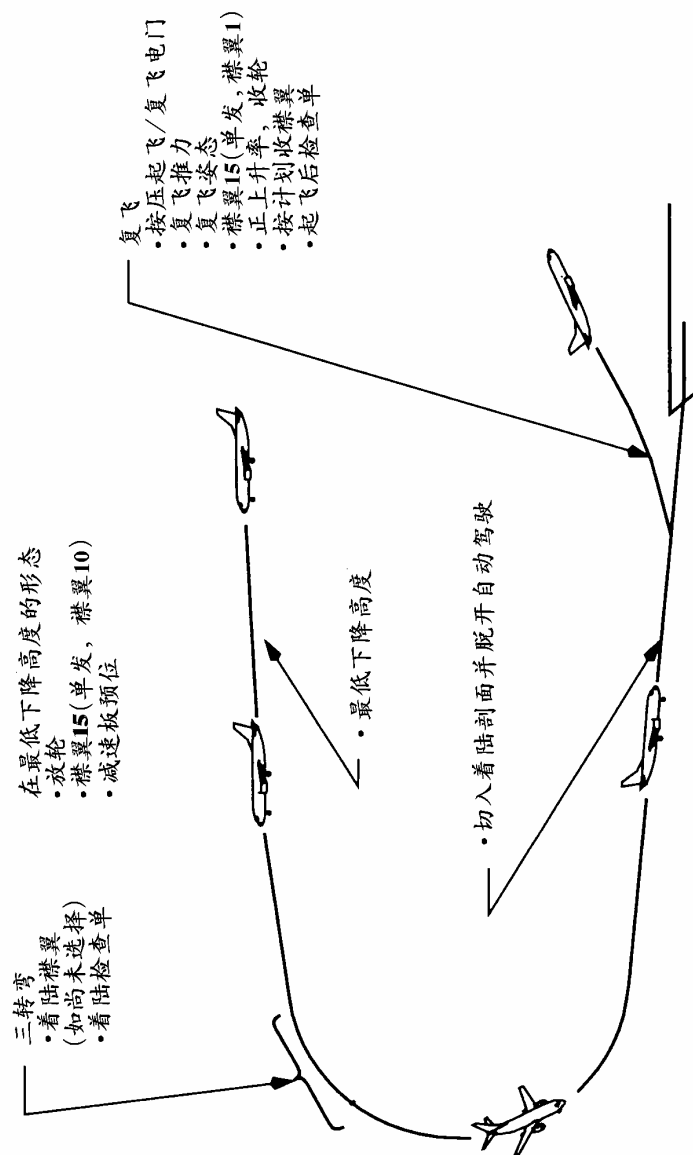 复飞
•按压起飞/复飞电门
•复飞推力
•复飞姿态
•襟翼15(单发,襟翼1)
•正上升率，收轮
•按计划收襟翼
•起飞后检查单
在最低下降高度的形态
•放轮
•襟翼15(单发，襟翼10)
•减速板预位
三转弯
•着陆襟翼
(如尚未选择)
•着陆检查单
•最低下降高度
•切入着陆剖面并脱开自动驾驶